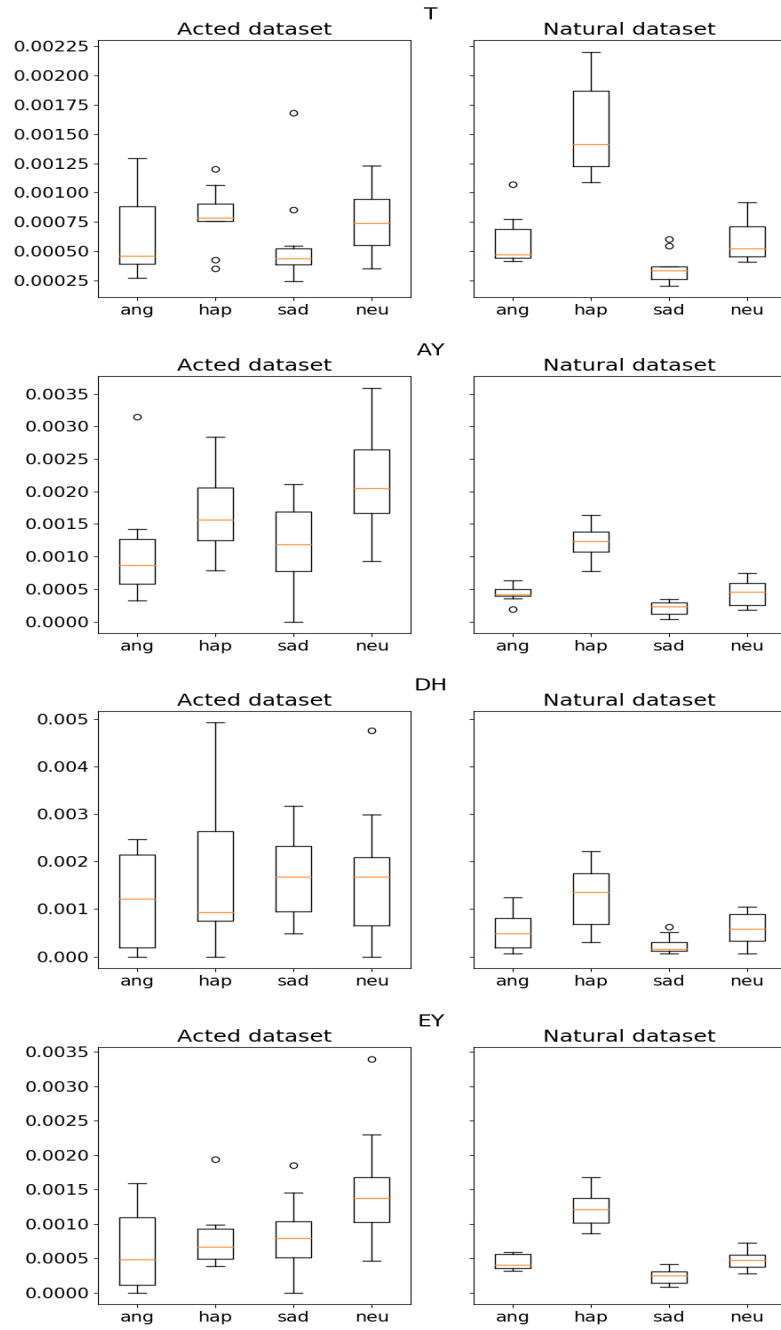 T
Acted dataset Natural dataset
0.00225
0.00200
0.00175
0.00150
0.00125
0.00100
0.00075
0.00050
0.00025
ang hap sad neu ang hap sad neu
AY
Acted dataset Natural dataset
0.0035
0.0030
0.0025
0.0020
0.0015
0.0010
0.0005
0.0000
ang hap sad neu ang hap sad neu
DH
Acted dataset Natural dataset
0.005
0.004
0.003
0.002
0.001
0.000
ang hap sad neu ang hap sad neu
EY
Acted dataset Natural dataset
0.0035
0.0030
0.0025
0.0020
0.0015
0.0010
0.0005
0.0000
ang hap sad neu ang hap sad neu